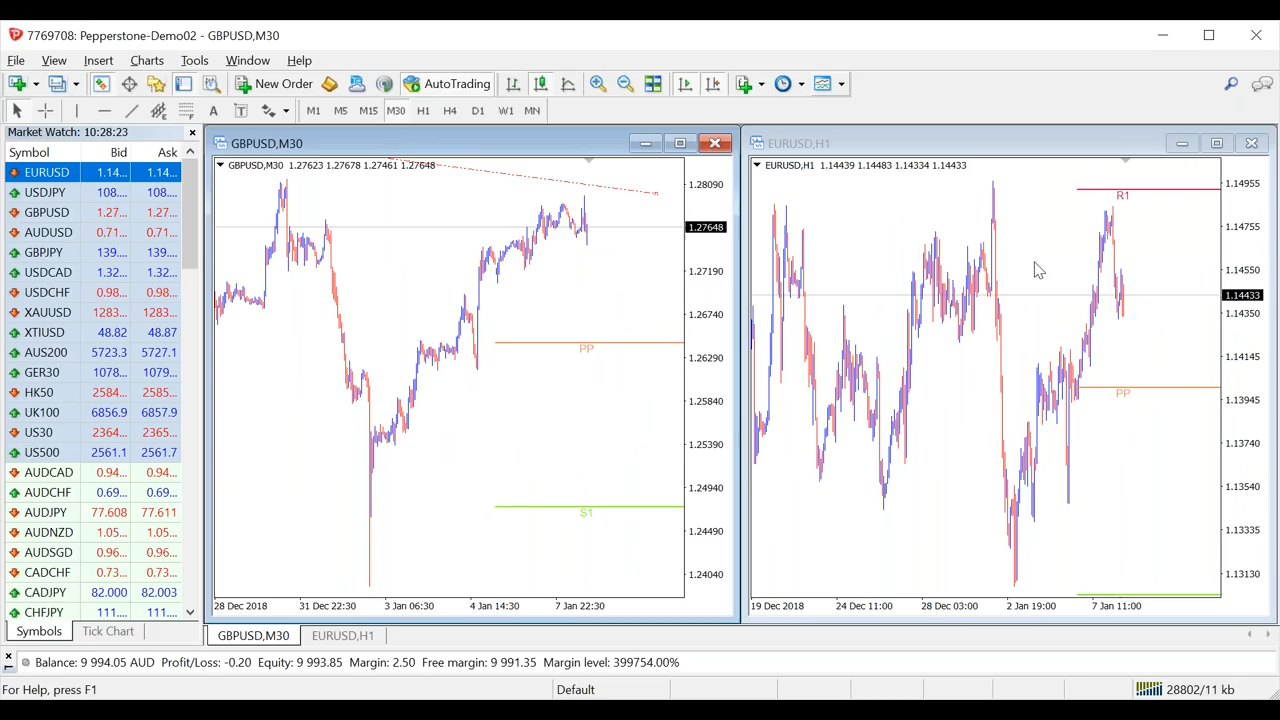 7769708: Pepperstone-Demo02 - GBPUSD,M30
File View Insert Charts Tools Window Help
New Order AutoTrading
A T M1 M5 M15 M30 H1 H4 D1 W1 MN
Market Watch: 10:28:23
Symbol Bid Ask
EURUSD 1.14... 1.14...
USDJPY 108.... 108....
GBPUSD 1.27... 1.27...
AUDUSD 0.71... 0.71...
GBPJPY 139.... 139....
USDCAD 1.32... 1.32...
USDCHF 0.98... 0.98...
XAUUSD 1283... 1283...
XTIUSD 48.82 48.87
AUS200 5723.3 5727.1
GER30 1078... 1079...
HK50 2584... 2585...
UK100 6856.9 6857.9
US30 2364... 2365...
US500 2561.1 2561.7
AUDCAD 0.94... 0.94...
AUDCHF 0.69... 0.69...
AUDJPY 77.608 77.611
AUDNZD 1.05... 1.05...
AUDSGD 0.96... 0.96...
CADCHF 0.73... 0.73...
CADJPY 82.000 82.003
CHFJPY 111.... 111....
Symbols Tick Chart
GBPUSD,M30
GBPUSD,M30 1.27623 1.27678 1.27461 1.27648
1.28090
1.27648
1.27190
1.26740
PP
1.26290
1.25840
1.25390
1.24940
S1
1.24490
1.24040
28 Dec 2018 31 Dec 22:30 3 Jan 06:30 4 Jan 14:30 7 Jan 22:30
EURUSD,H1
EURUSD,H1 1.14439 1.14483 1.14334 1.14433
1.14955
R1
1.14755
1.14550
1.14433
1.14350
1.14145
PP
1.13945
1.13740
1.13540
1.13335
1.13130
19 Dec 2018 24 Dec 11:00 28 Dec 03:00 2 Jan 19:00 7 Jan 11:00
GBPUSD,M30 EURUSD,H1
Balance: 9 994.05 AUD Profit/Loss: -0.20 Equity: 9 993.85 Margin: 2.50 Free margin: 9 991.35 Margin level: 399754.00%
For Help, press F1 Default 28802/11 kb